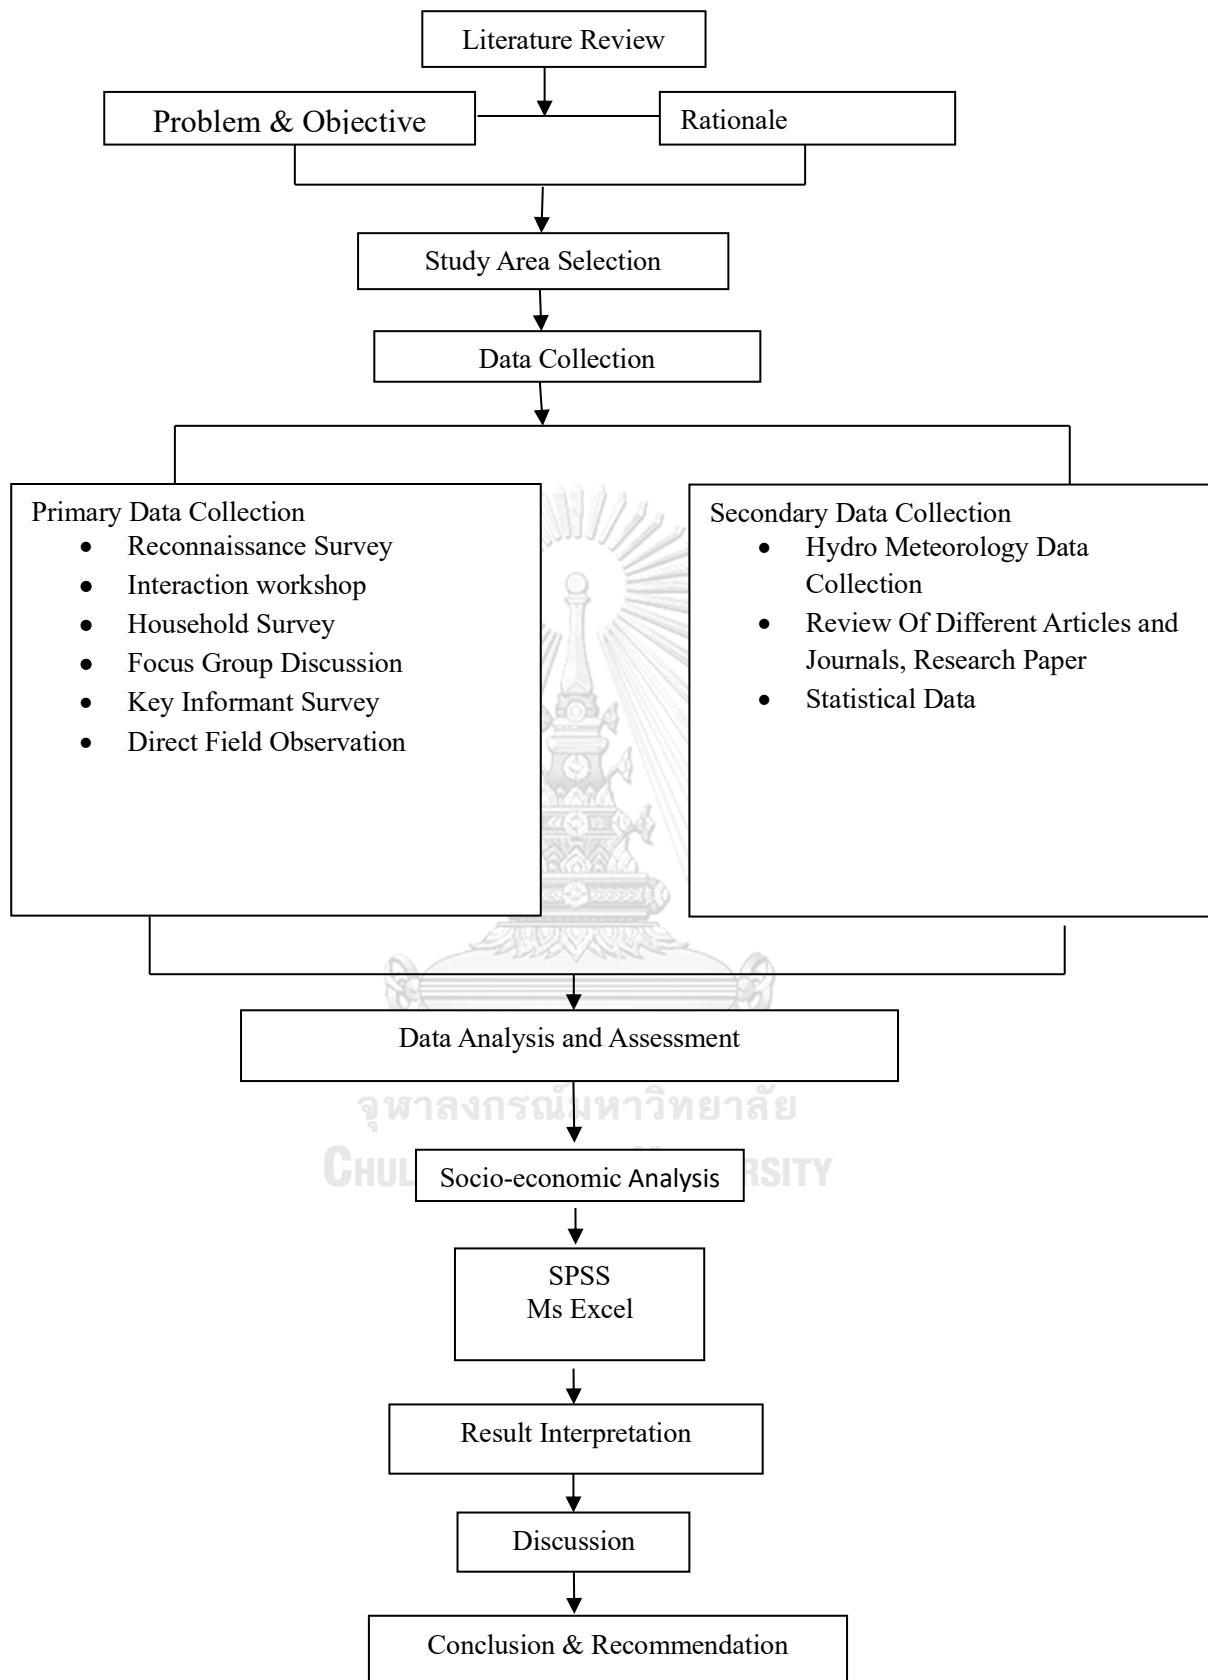 Literature Review
Problem & Objective
Rationale
Study Area Selection
Data Collection
Primary Data Collection
• Reconnaissance Survey
• Interaction workshop
• Household Survey
• Focus Group Discussion
• Key Informant Survey
• Direct Field Observation
Secondary Data Collection
• Hydro Meteorology Data
Collection
• Review Of Different Articles and
Journals, Research Paper
• Statistical Data
Data Analysis and Assessment
จุฬาลงกรณ์มหาวิทยาลัย
Socio-economic Analysis
SPSS
Ms Excel
Result Interpretation
Discussion
Conclusion & Recommendation